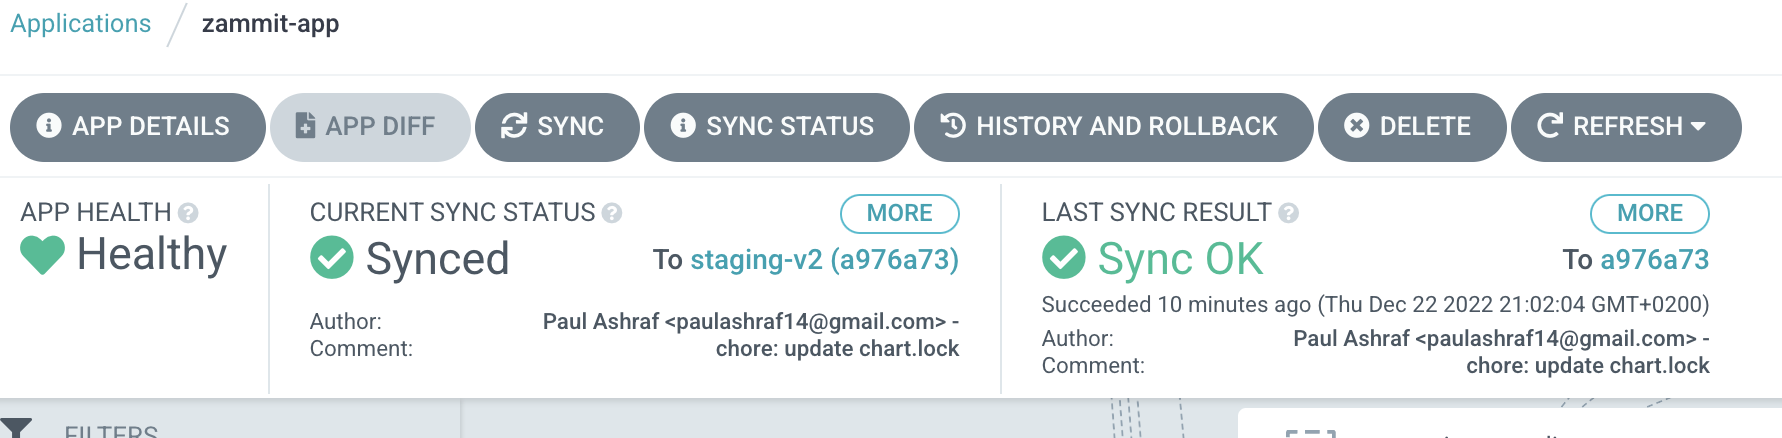 Applications / zammit-app
APP DETAILS APP DIFF SYNC SYNC STATUS HISTORY AND ROLLBACK DELETE REFRESH
APP HEALTH
Healthy
CURRENT SYNC STATUS MORE
Synced To staging-v2 (a976a73)
Author: Paul Ashraf <paulashraf14@gmail.com> -
Comment: chore: update chart.lock
LAST SYNC RESULT MORE
Sync OK To a976a73
Succeeded 10 minutes ago (Thu Dec 22 2022 21:02:04 GMT+0200)
Author: Paul Ashraf <paulashraf14@gmail.com> -
Comment: chore: update chart.lock
FILTERS